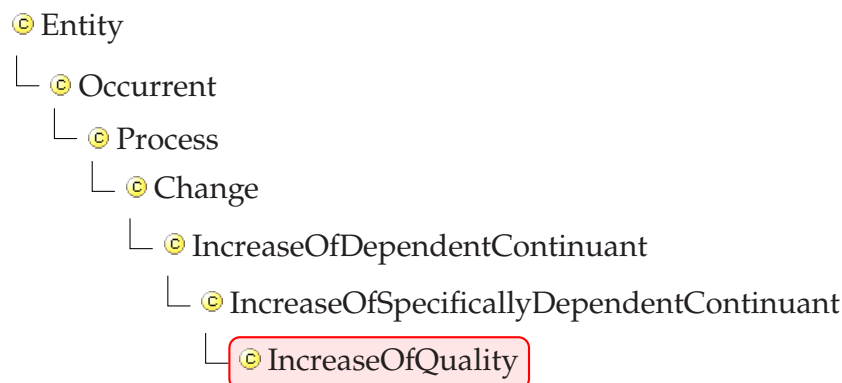 Entity
Occurrent
Process
Change
IncreaseOfDependentContinuant
IncreaseOfSpecificallyDependentContinuant
IncreaseOfQuality